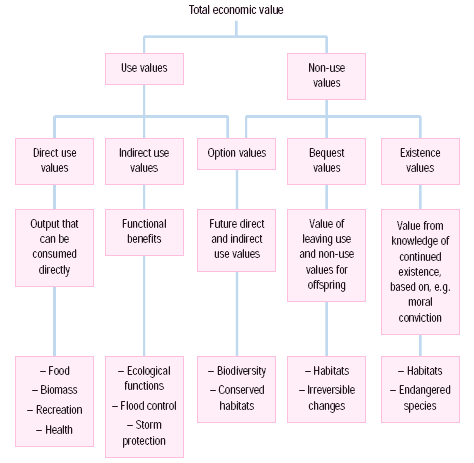 Total economic value
Use values
Non-use
values
Direct use
values
Indirect use
values
Option values
Bequest
values
Existence
values
Output that
can be
consumed
directly
Functional
benefits
Future direct
and indirect
use values
Value of
leaving use
and non-use
values for
offspring
Value from
knowledge of
continued
existence,
based on, e.g.
moral
conviction
– Food
– Biomass
– Recreation
– Health
– Ecological
functions
– Flood control
– Storm
protection
– Biodiversity
– Conserved
habitats
– Habitats
– Irreversible
changes
– Habitats
– Endangered
species